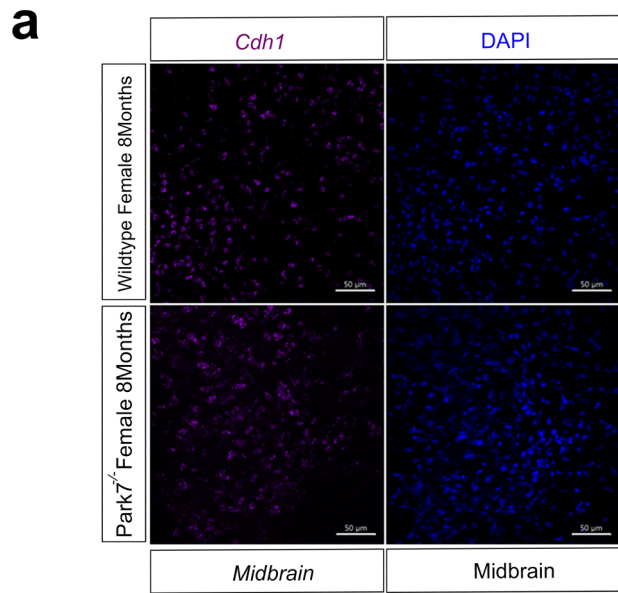 a
Cdh1
DAPI
Wildtype Female 8Months
50 µm
50 µm
Park7-/- Female 8Months
50 µm
50 µm
Midbrain
Midbrain